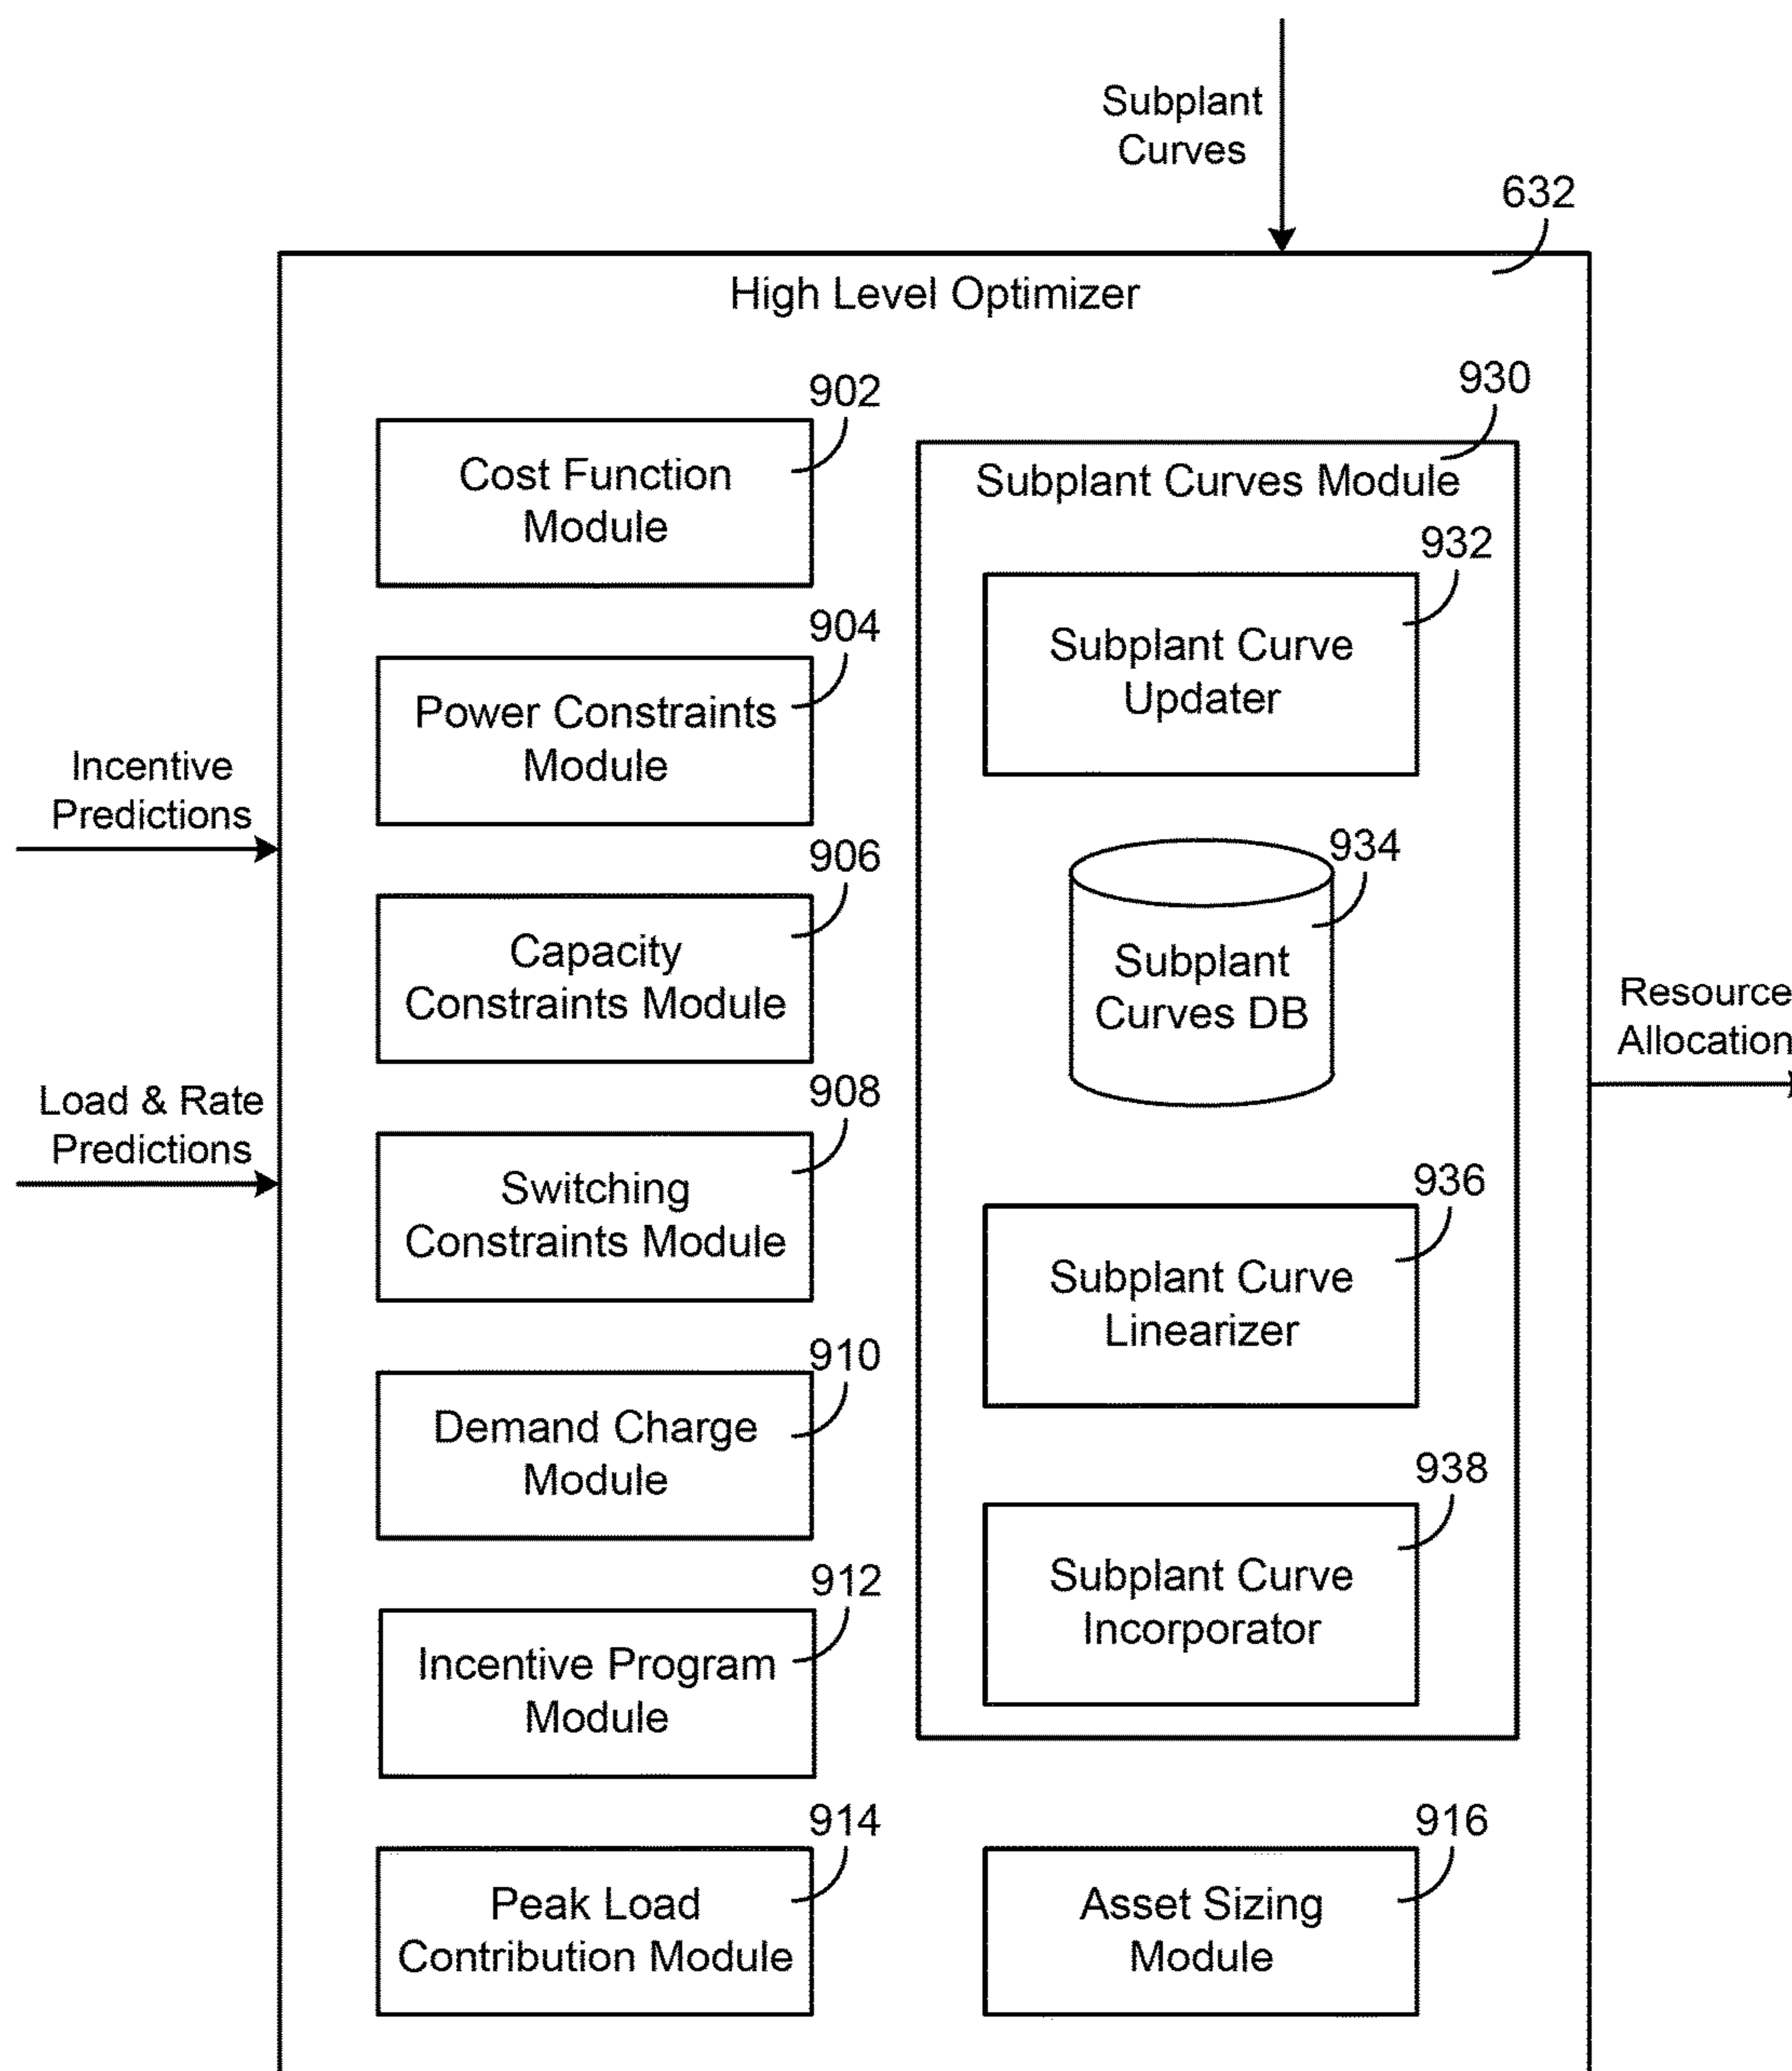 Subplant
Curves
632
High Level Optimizer
902
Cost Function
Module
904
Power Constraints
Module
906
Capacity
Constraints Module
908
Switching
Constraints Module
910
Demand Charge
Module
912
Incentive Program
Module
914
Peak Load
Contribution Module
930
Subplant Curves Module
932
Subplant Curve
Updater
934
Subplant
Curves DB
936
Subplant Curve
Linearizer
938
Subplant Curve
Incorporator
916
Asset Sizing
Module
Incentive
Predictions
Load & Rate
Predictions
Resource
Allocation